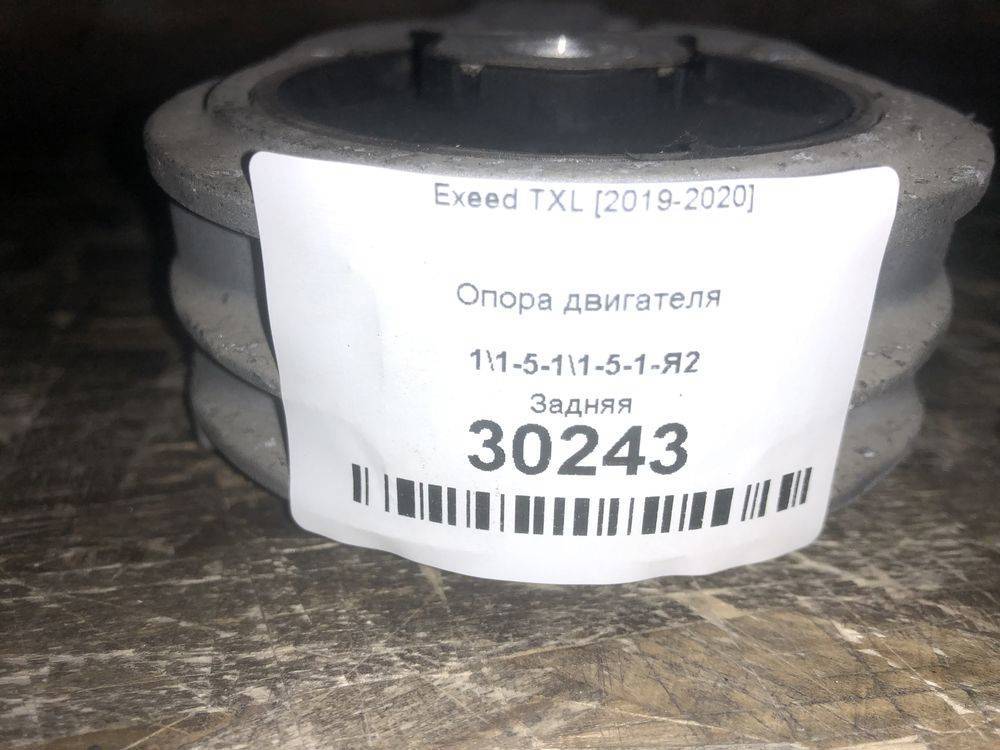 Exeed TXL [2019-2020]
Опора двигателя
1\1-5-1\1-5-1-Я2
Задняя
30243